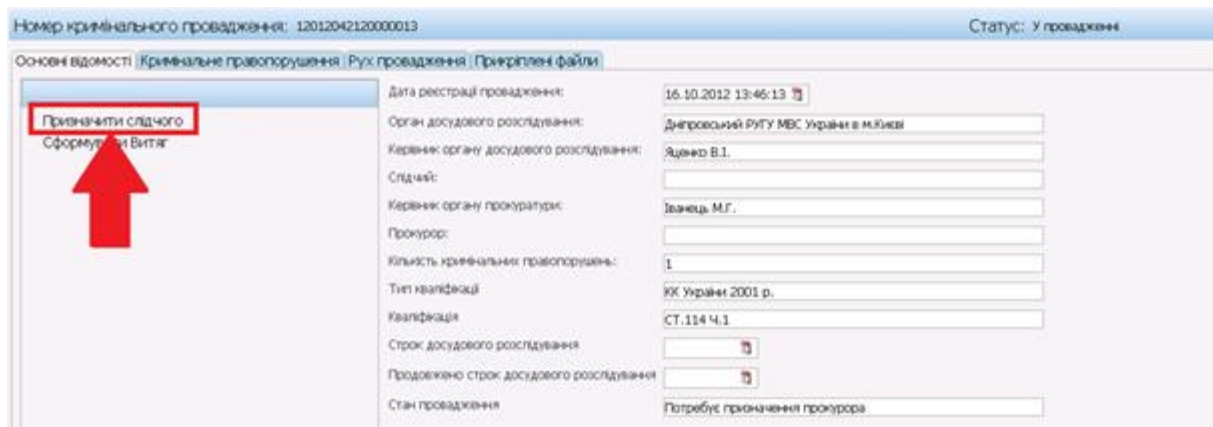 Номер кримінального провадження: 12012042120000013 Статус: У провадженні
Основні відомості Кримінальне правопорушення Рух провадження Прикріплені файли
Призначити слідчого
Сформувати Витяг
Дата реєстрації провадження: 16.10.2012 13:46:13
Орган досудового розслідування: Дніпровський РУГУ МВС України в м.Києві
Керівник органу досудового розслідування: Яценко В.І.
Слідчий:
Керівник органу прокуратури: Іванець М.Г.
Прокурор:
Кількість кримінальних правопорушень: 1
Тип кваліфікації КК України 2001 р.
Кваліфікація СТ.114 Ч.1
Строк досудового розслідування
Продовжено строк досудового розслідування
Стан провадження Потребує призначення прокурора